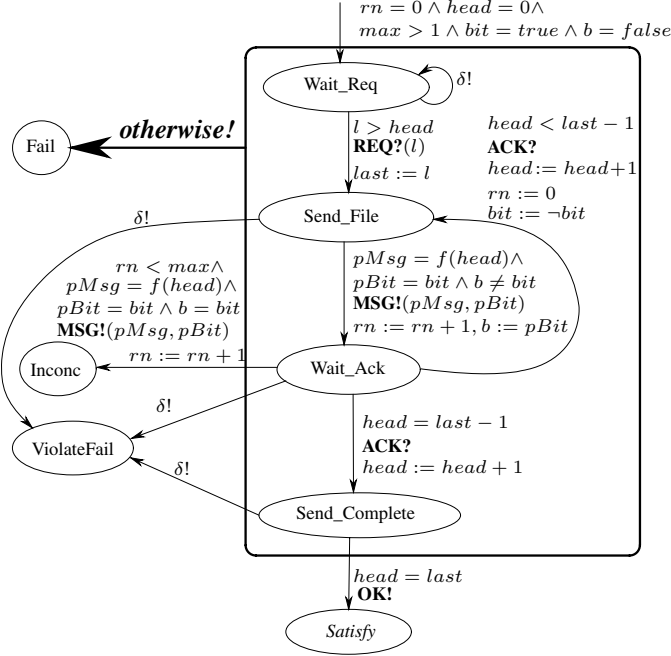 rn = 0 ∧ head = 0∧
max > 1 ∧ bit = true ∧ b = false
Wait_Req
δ!
otherwise!
Fail
l > head
REQ?(l)
last := l
head < last − 1
ACK?
head := head+1
rn := 0
bit := ¬bit
Send_File
δ!
rn < max∧
pMsg = f(head)∧
pBit = bit ∧ b = bit
MSG!(pMsg, pBit)
rn := rn + 1
pMsg = f(head)∧
pBit = bit ∧ b ≠ bit
MSG!(pMsg, pBit)
rn := rn + 1, b := pBit
Inconc
Wait_Ack
δ!
head = last − 1
ACK?
head := head + 1
ViolateFail
δ!
Send_Complete
head = last
OK!
Satisfy